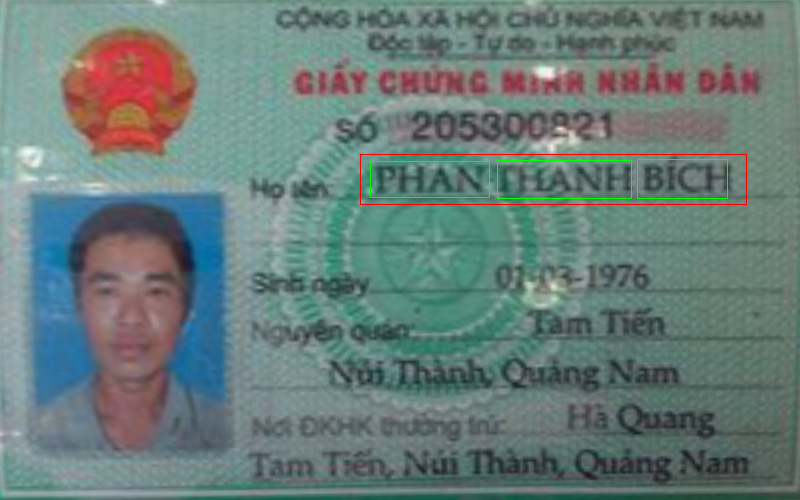 CỘNG HÒA XÃ HỘI CHỦ NGHĨA VIỆT NAM
Độc lập - Tự do - Hạnh phúc
GIẤY CHỨNG MINH NHÂN DÂN
SỐ 205300821
Họ tên: PHAN THANH BÍCH
Sinh ngày 01-03-1976
Nguyên quán: Tam Tiến
Núi Thành, Quảng Nam
Nơi ĐKHK thường trú: Hà Quang
Tam Tiến, Núi Thành, Quảng Nam